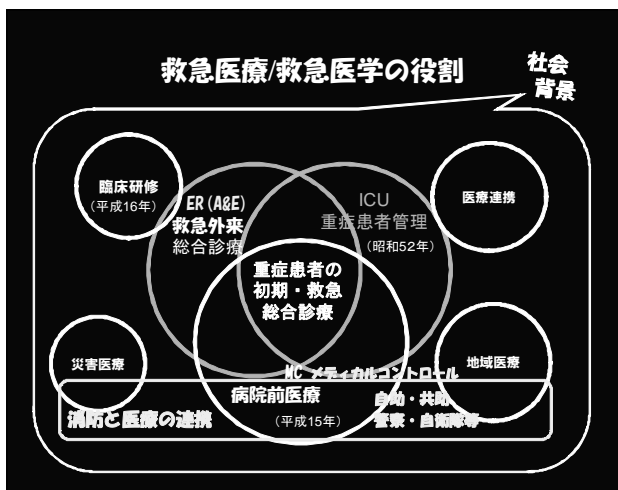 救急医療/救急医学の役割
社会
背景
臨床研修
(平成16年)
ER (A&E)
救急外来
総合診療
ICU
重症患者管理
(昭和52年)
医療連携
重症患者の
初期・救急
総合診療
災害医療
地域医療
MC メディカルコントロール
病院前医療
(平成15年)
自助・共助
警察・自衛隊等
消防と医療の連携